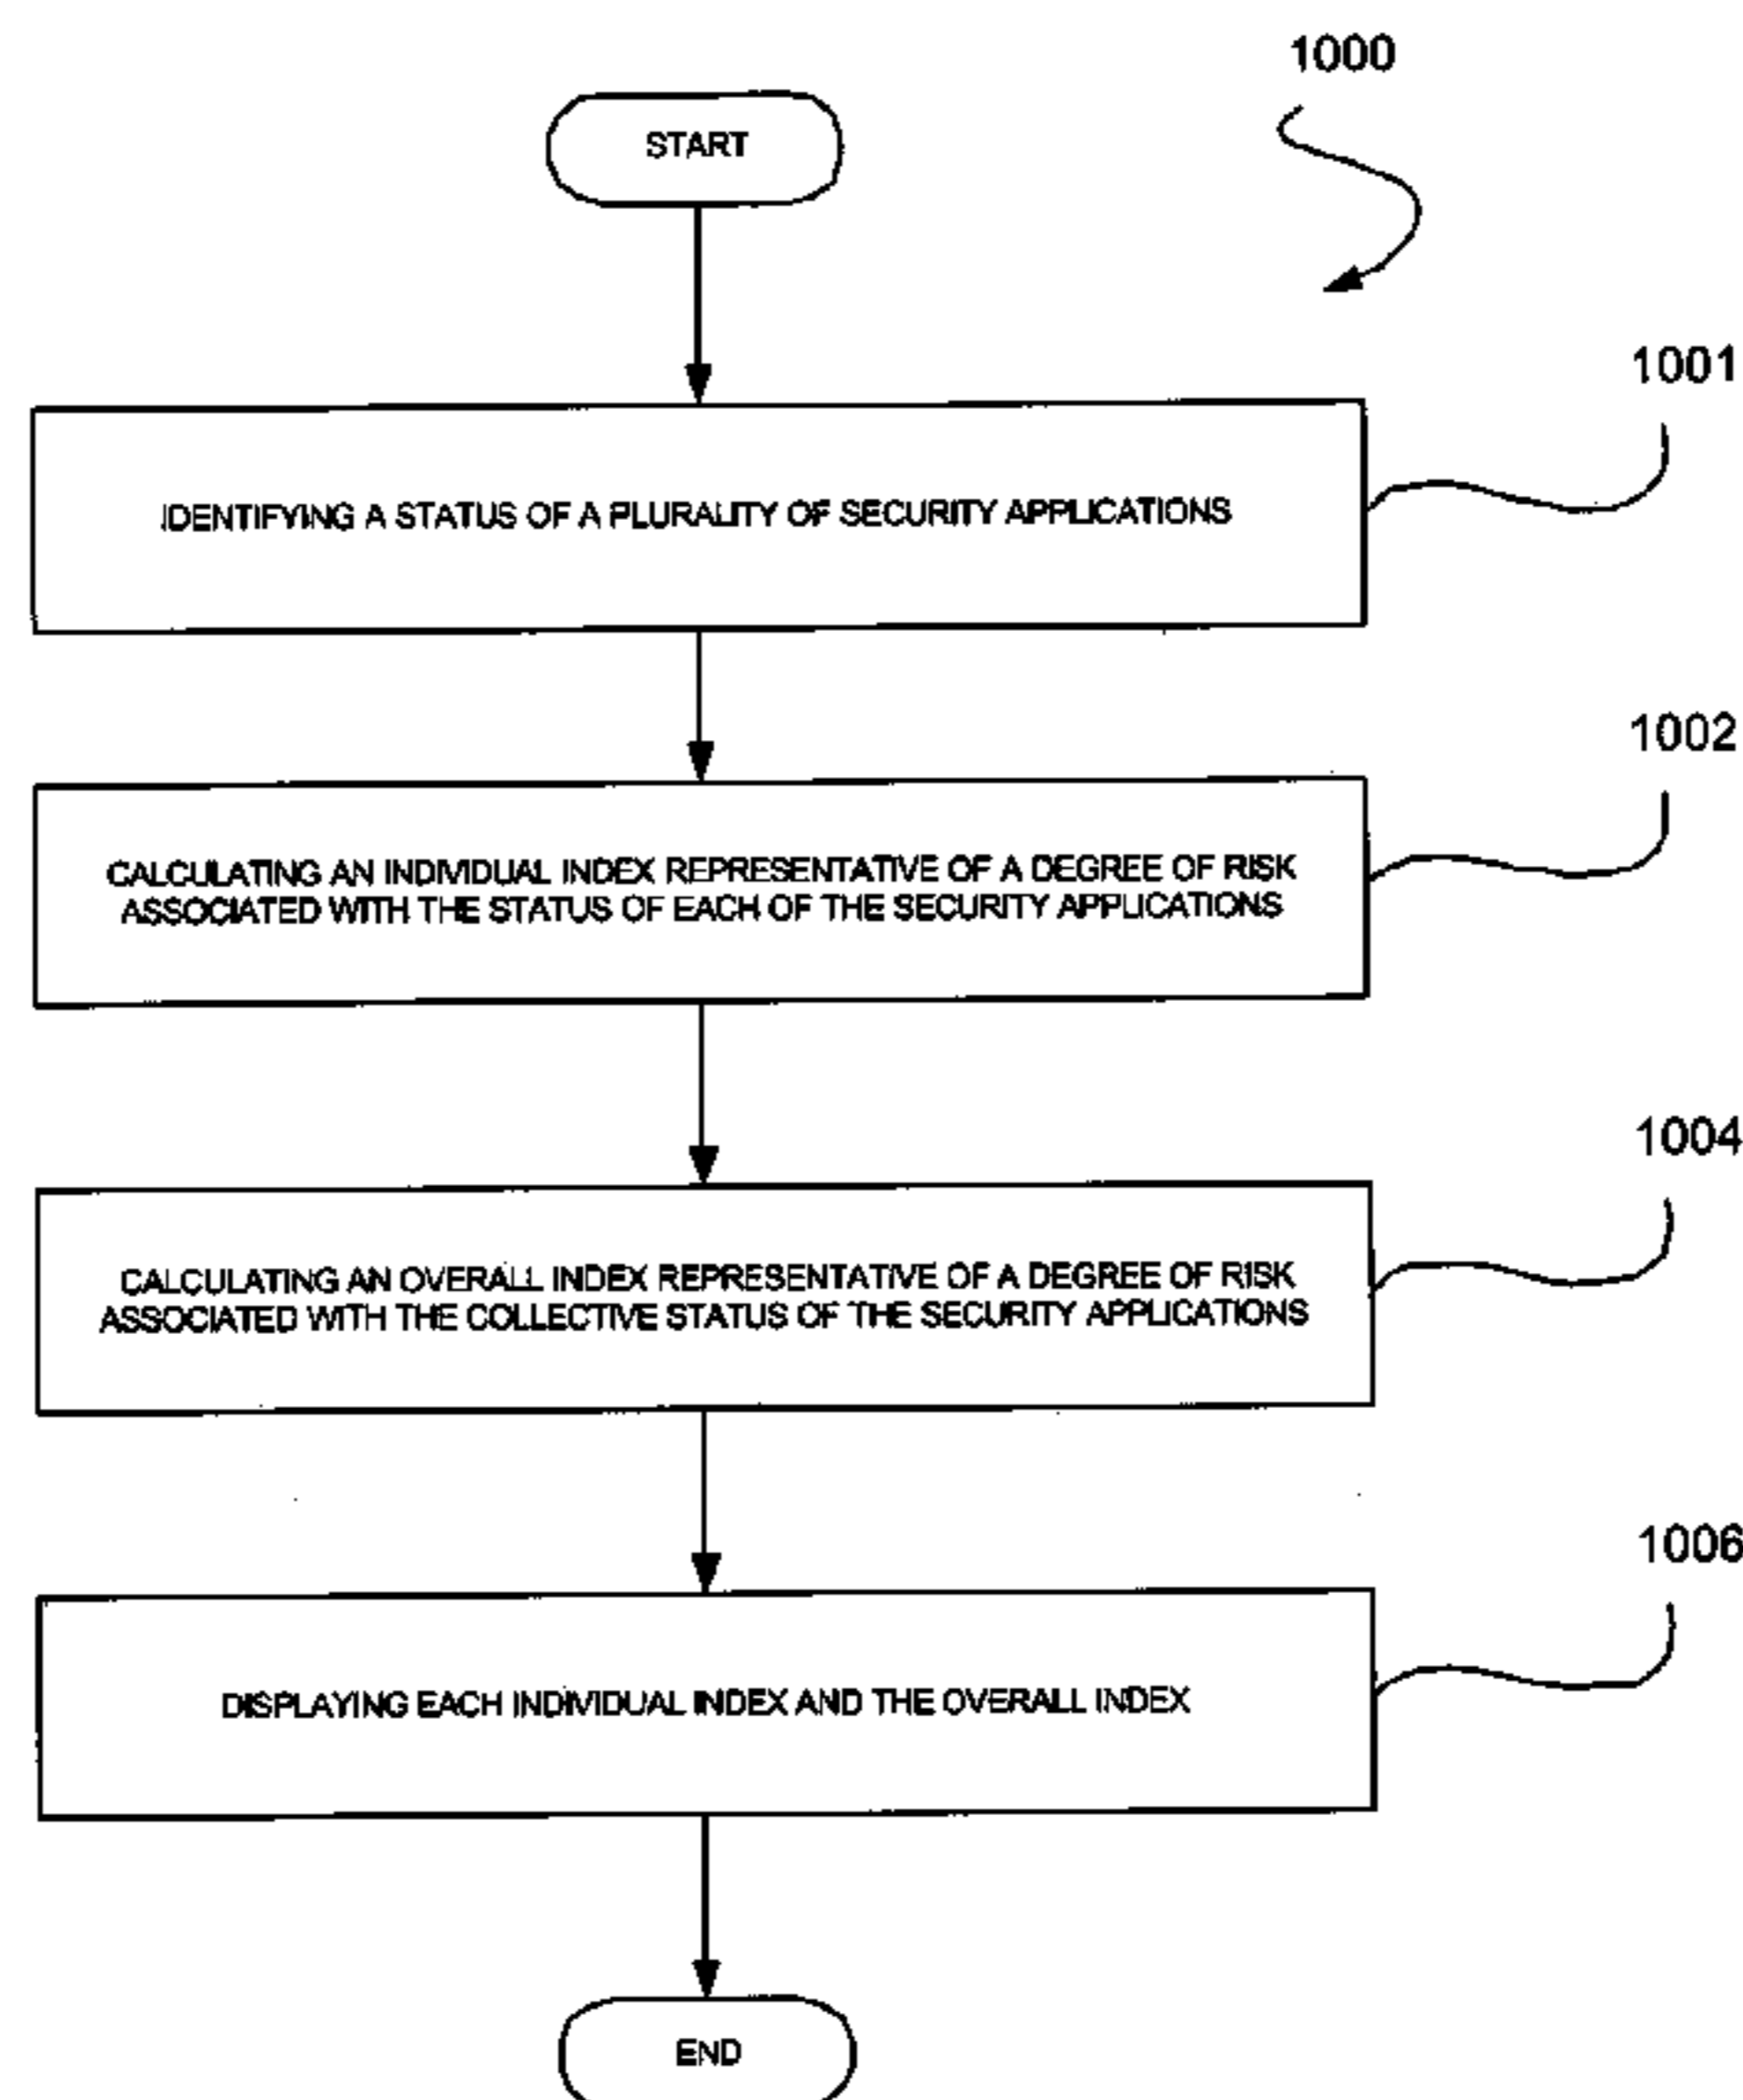 1000
START
1001
IDENTIFYING A STATUS OF A PLURALITY OF SECURITY APPLICATIONS
1002
CALCULATING AN INDIVIDUAL INDEX REPRESENTATIVE OF A DEGREE OF RISK
ASSOCIATED WITH THE STATUS OF EACH OF THE SECURITY APPLICATIONS
1004
CALCULATING AN OVERALL INDEX REPRESENTATIVE OF A DEGREE OF RISK
ASSOCIATED WITH THE COLLECTIVE STATUS OF THE SECURITY APPLICATIONS
1006
DISPLAYING EACH INDIVIDUAL INDEX AND THE OVERALL INDEX
END